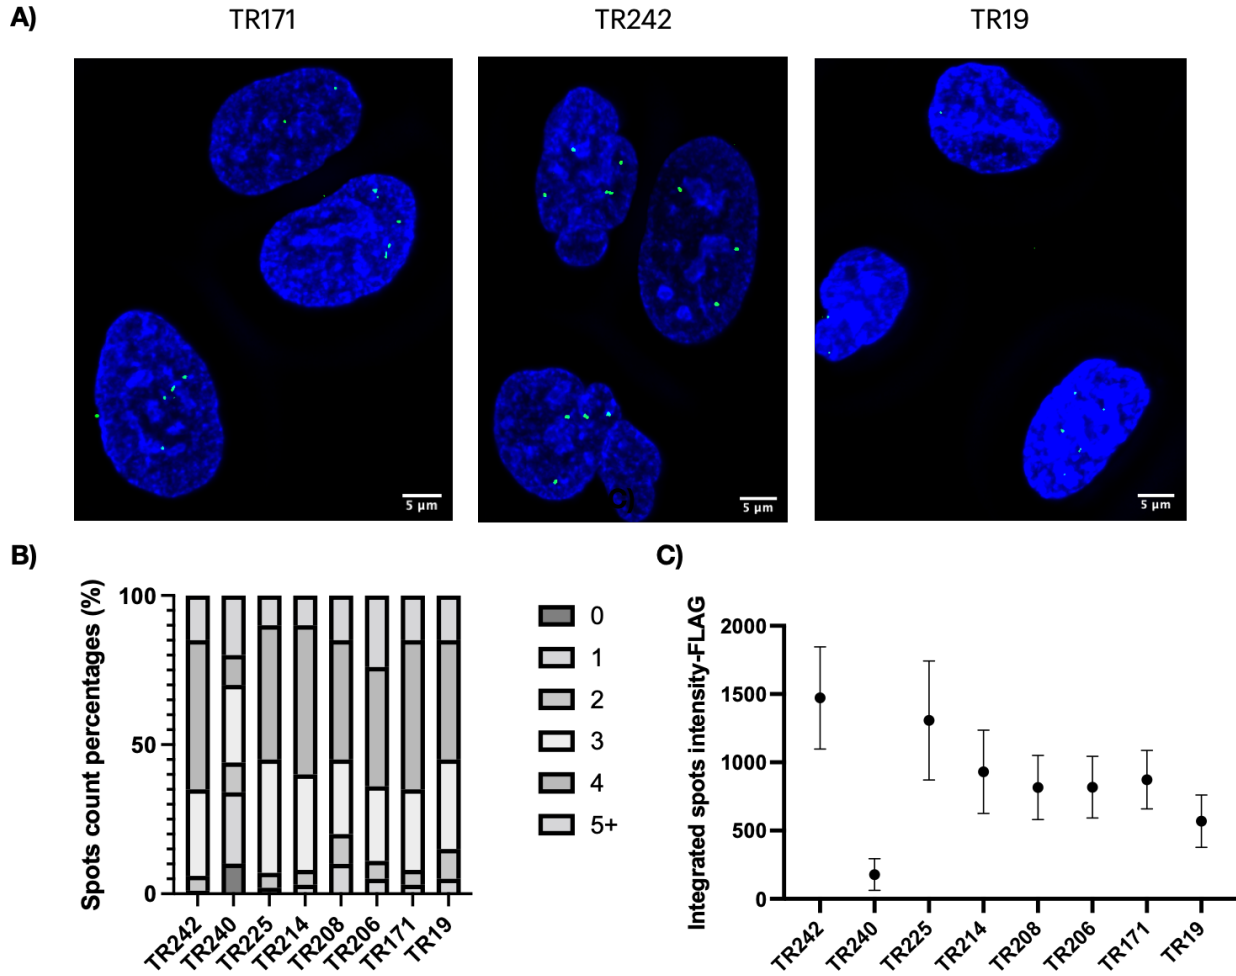 A)
TR171 TR242 TR19
5 μm 5 μm 5 μm
B)
Spots count percentages (%)
100
50
0
TR242 TR240 TR225 TR214 TR208 TR206 TR171 TR19
0
1
2
3
4
5+
C)
Integrated spots intensity-FLAG
2000
1500
1000
500
0
TR242 TR240 TR225 TR214 TR208 TR206 TR171 TR19